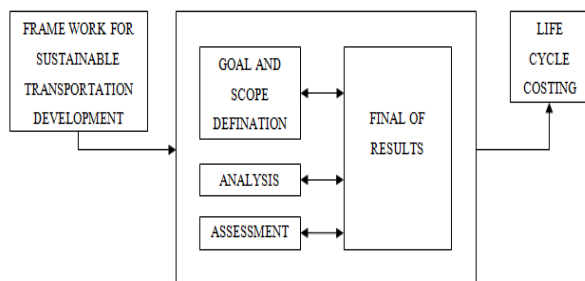 FRAME WORK FOR
SUSTAINABLE
TRANSPORTATION
DEVELOPMENT
GOAL AND
SCOPE
DEFINATION
ANALYSIS
ASSESSMENT
FINAL OF
RESULTS
LIFE
CYCLE
COSTING